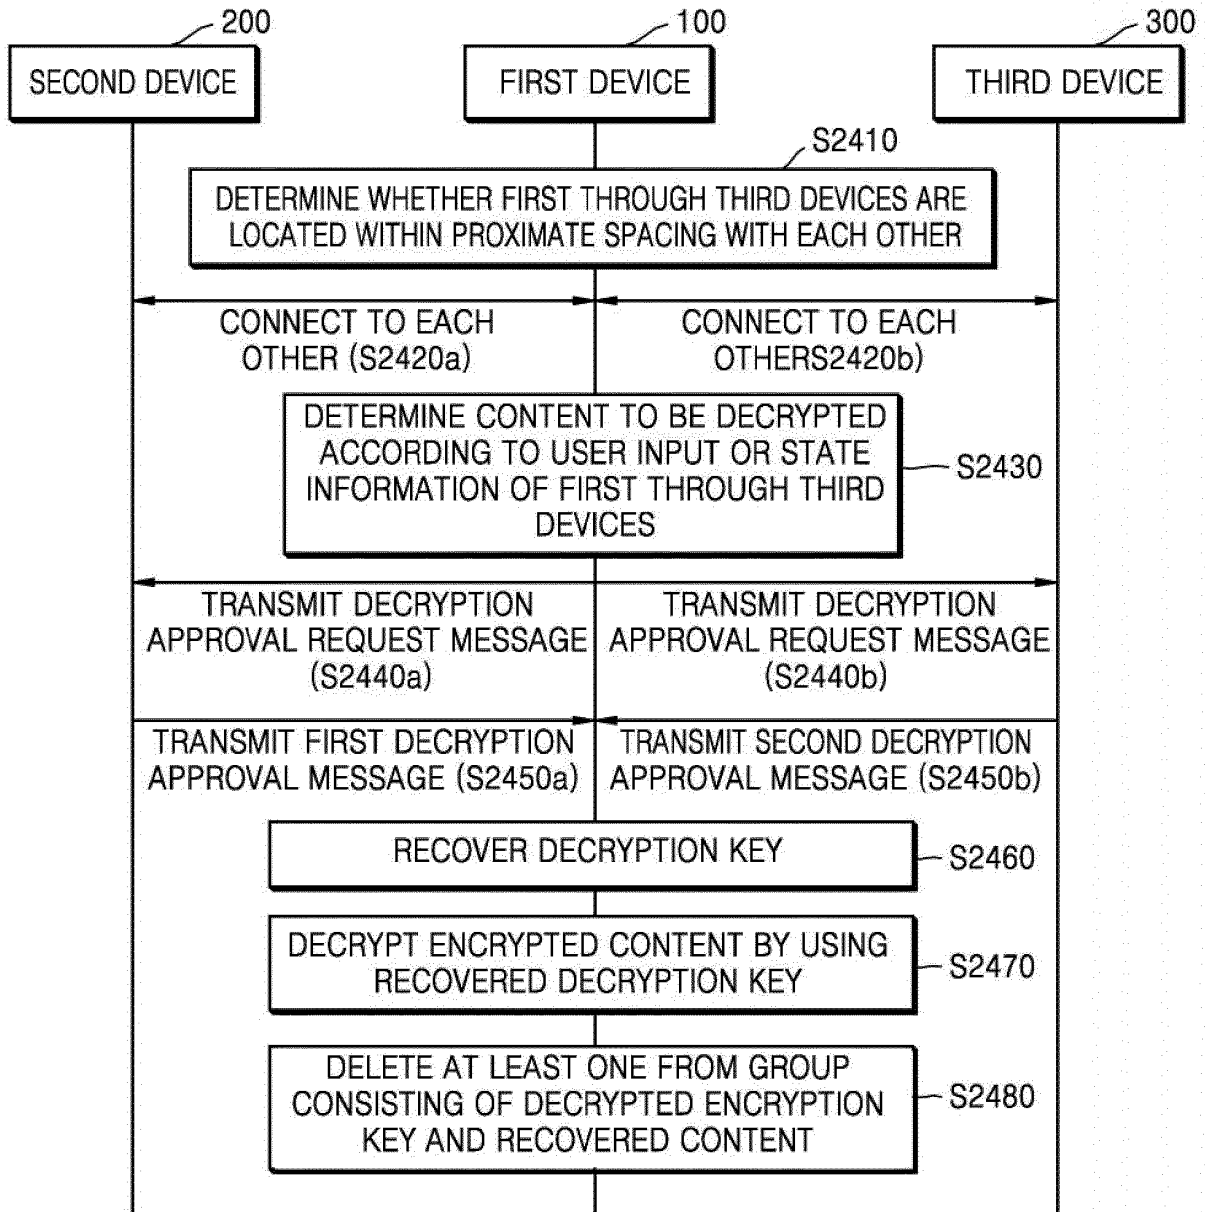 200
100
300
SECOND DEVICE
FIRST DEVICE
THIRD DEVICE
S2410
DETERMINE WHETHER FIRST THROUGH THIRD DEVICES ARE
LOCATED WITHIN PROXIMATE SPACING WITH EACH OTHER
CONNECT TO EACH
OTHER (S2420a)
CONNECT TO EACH
OTHERS2420b)
DETERMINE CONTENT TO BE DECRYPTED
ACCORDING TO USER INPUT OR STATE
INFORMATION OF FIRST THROUGH THIRD
DEVICES
S2430
TRANSMIT DECRYPTION
APPROVAL REQUEST MESSAGE
(S2440a)
TRANSMIT DECRYPTION
APPROVAL REQUEST MESSAGE
(S2440b)
TRANSMIT FIRST DECRYPTION
APPROVAL MESSAGE (S2450a)
TRANSMIT SECOND DECRYPTION
APPROVAL MESSAGE (S2450b)
RECOVER DECRYPTION KEY
S2460
DECRYPT ENCRYPTED CONTENT BY USING
RECOVERED DECRYPTION KEY
S2470
DELETE AT LEAST ONE FROM GROUP
CONSISTING OF DECRYPTED ENCRYPTION
KEY AND RECOVERED CONTENT
S2480